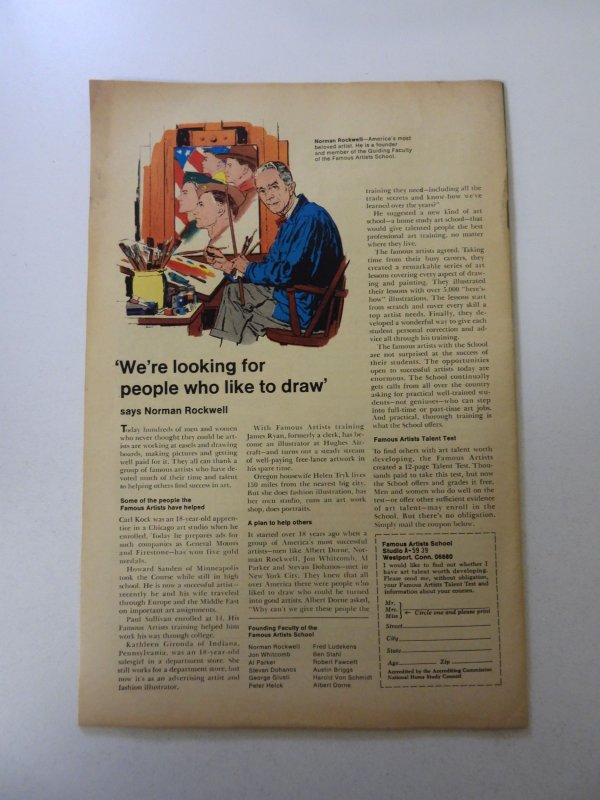 Norman Rockwell—America's most
beloved artist. He is a founder
and member of the Guiding Faculty
of the Famous Artists School.
'We're looking for
people who like to draw'
says Norman Rockwell
Today hundreds of men and women
who never thought they could be art-
ists are working at easels and drawing
boards, making pictures and getting
well paid for it. They all can thank a
group of famous artists who have de-
voted much of their time and talent
to helping others find success in art.
Some of the people the
Famous Artists have helped
Carl Kock was an 18-year-old appren-
tice in a Chicago art studio when he
enrolled. Today he prepares ads for
such companies as General Motors
and Firestone—has won five gold
medals.
Howard Sanden of Minneapolis
took the Course while still in high
school. He is now a successful artist—
recently he and his wife traveled
through Europe and the Middle East
on important art assignments.
Paul Sullivan enrolled at 14. His
Famous Artists training helped him
work his way through college.
Kathleen Gironda of Indiana,
Pennsylvania, was an 18-year-old
salesgirl in a department store. She
still works for a department store, but
now it's as an advertising artist and
fashion illustrator.
With Famous Artists training
James Ryan, formerly a clerk, has be-
come an illustrator at Hughes Air-
craft—and turns out a steady stream
of well-paying free-lance artwork in
his spare time.
Oregon housewife Helen Tryk lives
150 miles from the nearest big city.
But she does fashion illustration, has
her own studio, runs an art work
shop, does portraits.
A plan to help others
It started over 18 years ago when a
group of America's most successful
artists—men like Albert Dorne, Nor-
man Rockwell, Jon Whitcomb, Al
Parker and Stevan Dohanos—met in
New York City. They knew that all
over America there were people who
liked to draw who could be turned
into good artists. Albert Dorne asked,
"Why can't we give these people the
Founding Faculty of the
Famous Artists School
Norman Rockwell
Jon Whitcomb
Al Parker
Stevan Dohanos
George Giusti
Peter Helck
Fred Ludekens
Ben Stahl
Robert Fawcett
Austin Briggs
Harold Von Schmidt
Albert Dorne
training they need—including all the
trade secrets and know-how we've
learned over the years?"
He suggested a new kind of art
school—a home study art school—that
would give talented people the best
professional art training, no matter
where they live.
The famous artists agreed. Taking
time from their busy careers, they
created a remarkable series of art
lessons covering every aspect of draw-
ing and painting. They illustrated
their lessons with over 5,000 "here's-
how" illustrations. The lessons start
from scratch and cover every skill a
top artist needs. Finally, they de-
veloped a wonderful way to give each
student personal correction and ad-
vice all through his training.
The famous artists with the School
are not surprised at the success of
their students. The opportunities
open to successful artists today are
enormous. The School continually
gets calls from all over the country
asking for practical well-trained stu-
dents—not geniuses—who can step
into full-time or part-time art jobs.
And practical, thorough training is
what the School offers.
Famous Artists Talent Test
To find others with art talent worth
developing, the Famous Artists
created a 12-page Talent Test. Thou-
sands paid to take this test, but now
the School offers and grades it free.
Men and women who do well on the
test—or offer other sufficient evidence
of art talent—may enroll in the
School. But there's no obligation.
Simply mail the coupon below.
Famous Artists School
Studio A-5939
Westport, Conn. 06880
I would like to find out whether I
have art talent worth developing.
Please send me, without obligation,
your Famous Artists Talent Test and
information about your courses.
Mr.
Mrs.
Miss
Circle one and please print
Street
City
State
Age Zip
Accredited by the Accrediting Commission
National Home Study Council